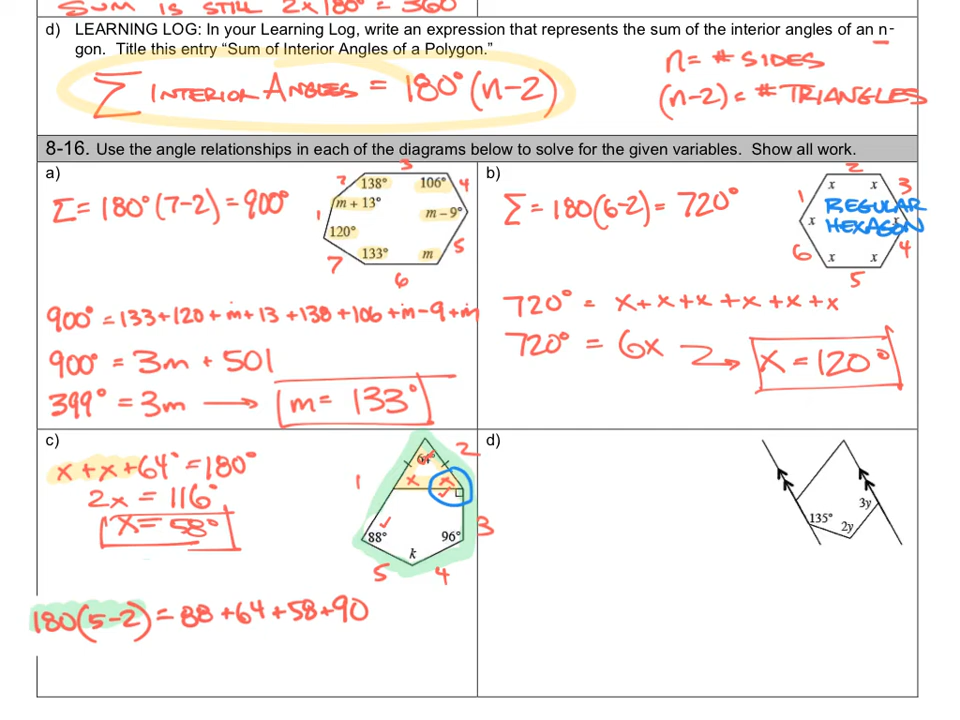 SUM IS STILL 2x180° = 360
d) LEARNING LOG: In your Learning Log, write an expression that represents the sum of the interior angles of an n-
gon. Title this entry “Sum of Interior Angles of a Polygon.”
∑ INTERIOR ANGLES = 180°(n-2)
n = # SIDES
(n-2) = # TRIANGLES
8-16. Use the angle relationships in each of the diagrams below to solve for the given variables. Show all work.
a)
Σ = 180°(7-2) = 900°
2 3 4
138° 106°
1 m + 13° m – 9°
120° 5
7 133° m
6
900° = 133+120+m+13+138+106+m-9+m
900° = 3m + 501
399° = 3m → m = 133°
b)
Σ = 180(6-2) = 720°
2
1 x x 3
REGULAR
x x
HEXAGON
6 x x 4
5
720° = x+x+x+x+x+x
720° = 6x → x = 120°
c)
x + x + 64° = 180°
2x = 116°
x = 58°
64° 2
1 x x
✓
✓ 3
88° 96°
k
5 4
180(5-2) = 88 + 64 + 58 + 90
d)
3y
135° 2y